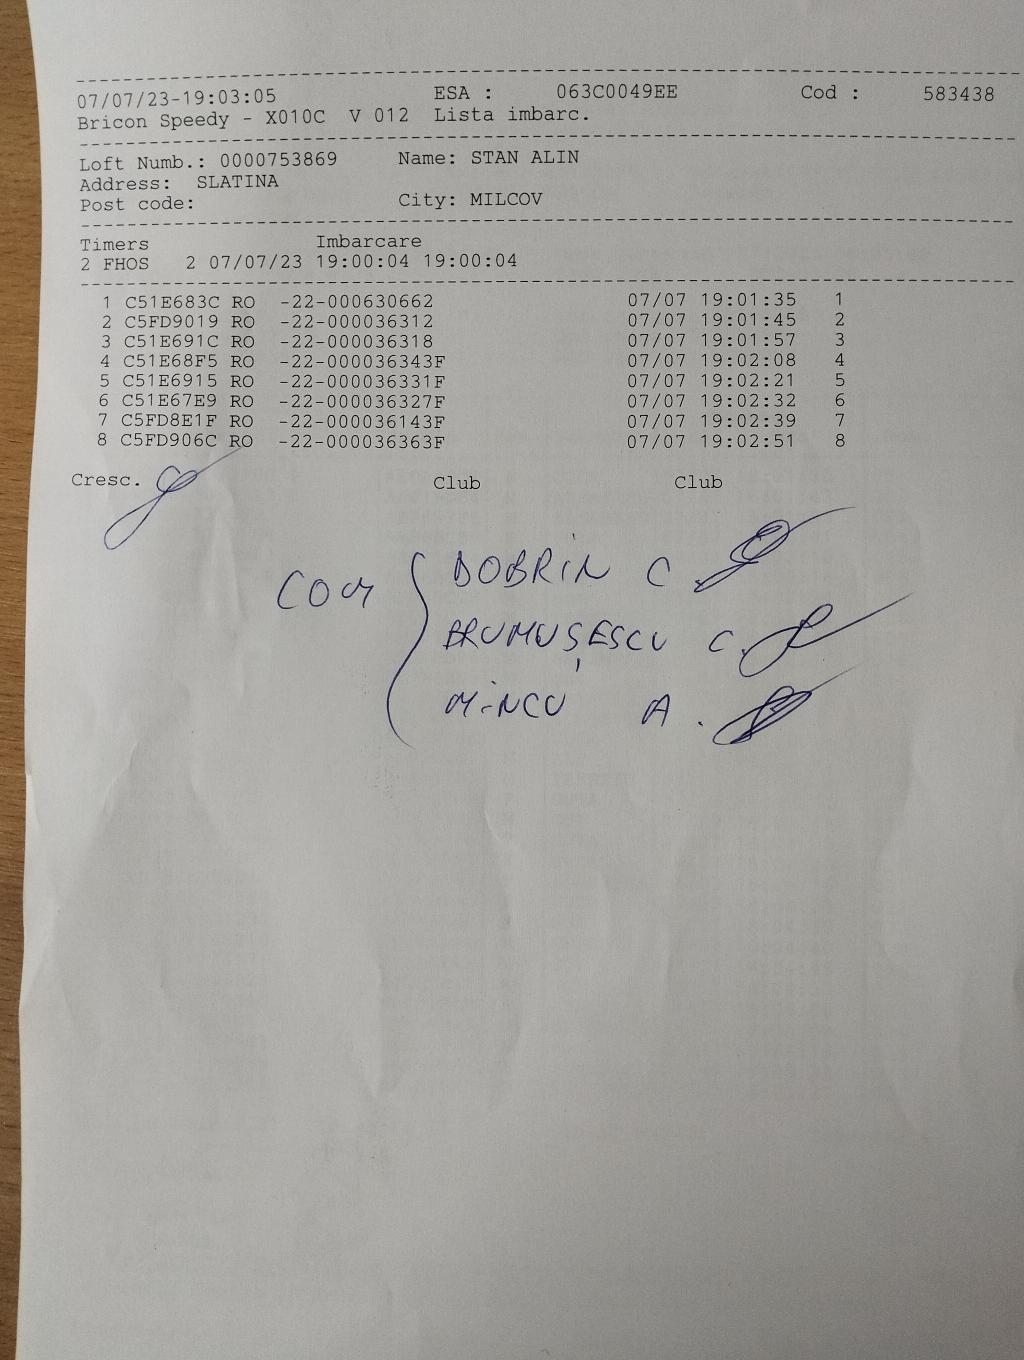 07/07/23-19:03:05 ESA : 063C0049EE Cod : 583438
Bricon Speedy - X010C V 012 Lista imbarc.
Loft Numb.: 0000753869 Name: STAN ALIN
Address: SLATINA
Post code: City: MILCOV
Timers Imbarcare
2 FHOS 2 07/07/23 19:00:04 19:00:04
1 C51E683C RO -22-000630662 07/07 19:01:35 1
2 C5FD9019 RO -22-000036312 07/07 19:01:45 2
3 C51E691C RO -22-000036318 07/07 19:01:57 3
4 C51E68F5 RO -22-000036343F 07/07 19:02:08 4
5 C51E6915 RO -22-000036331F 07/07 19:02:21 5
6 C51E67E9 RO -22-000036327F 07/07 19:02:32 6
7 C5FD8E1F RO -22-000036143F 07/07 19:02:39 7
8 C5FD906C RO -22-000036363F 07/07 19:02:51 8
Cresc. Club Club
DOBRIN C.
COM BRUMUȘESCU C.
MINCU A.